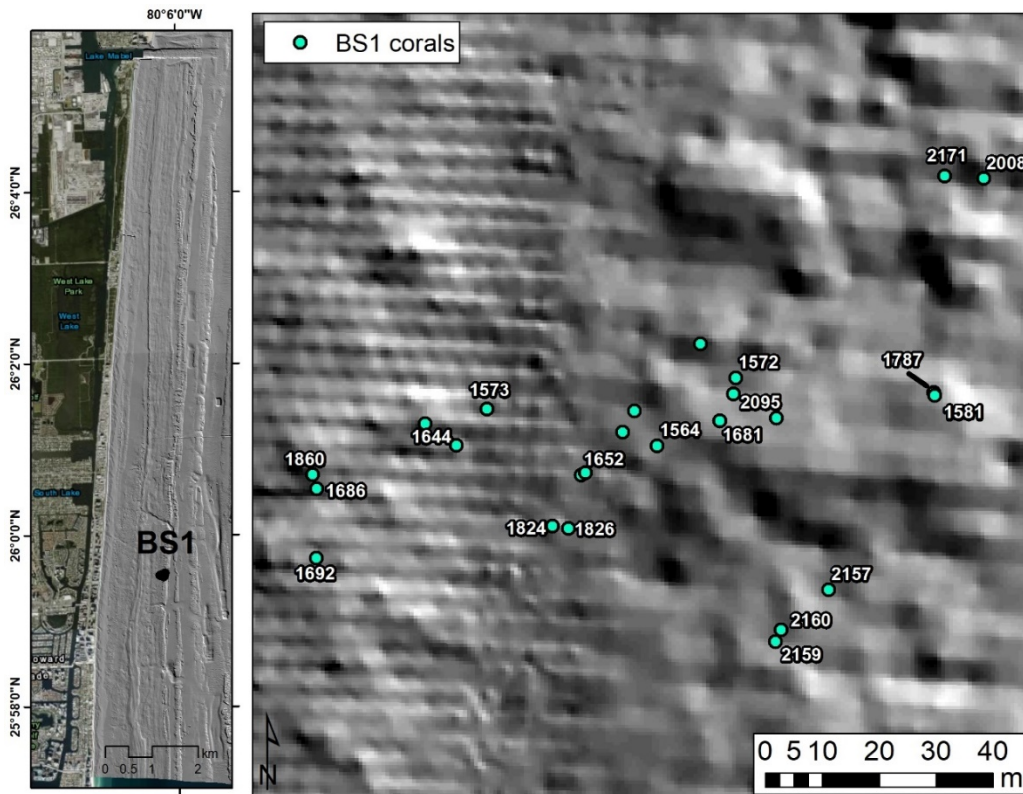 80°6'0"W
Lake Mabel
26°4'0"N
West Lake
Park
West
Lake
26°2'0"N
South Lake
26°0'0"N
BS1
25°58'0"N
0 0.5 1 2
km
BS1 corals
2171
2008
1787
1572
1581
1573
2095
1644
1564
1681
1860
1652
1686
1824
1826
1692
2157
2160
2159
N
0 5 10 20 30 40
m